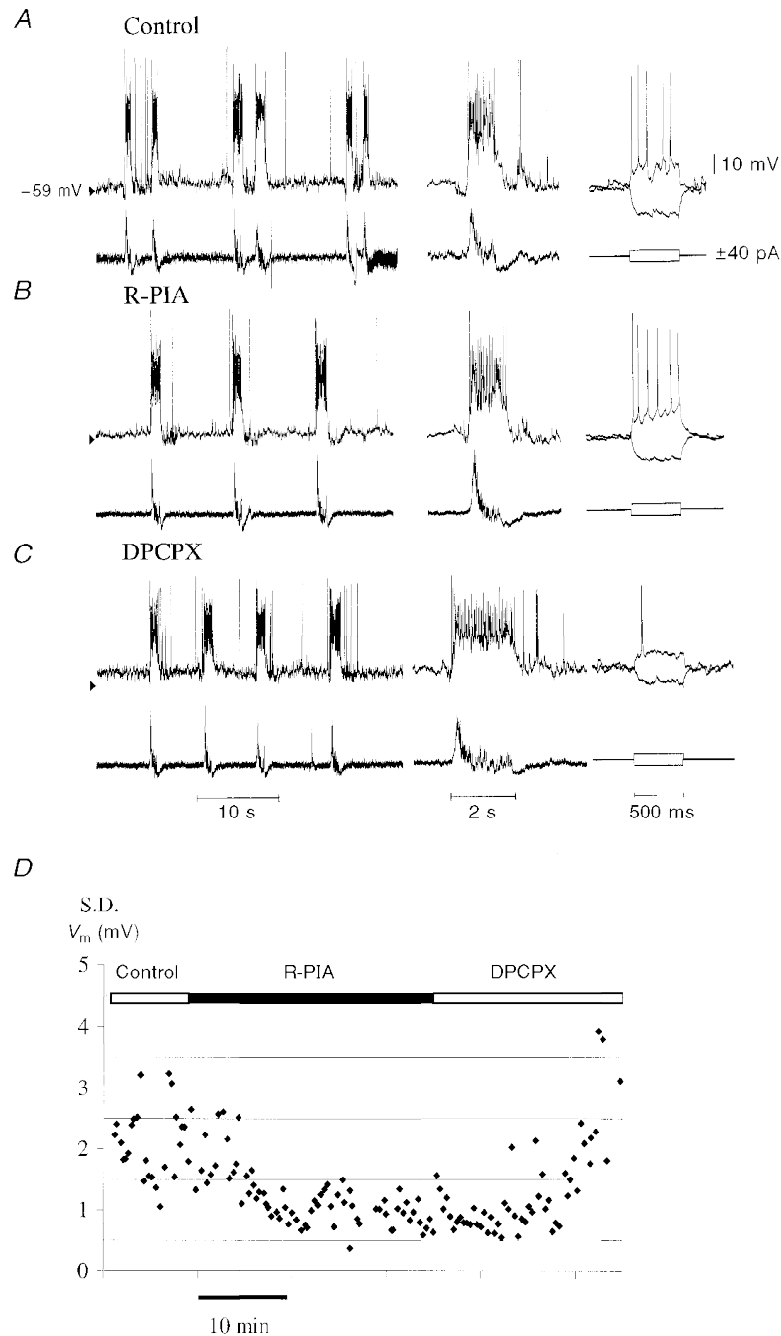 A
Control
10 mV
−59 mV
±40 pA
B
R-PIA
C
DPCPX
10 s
2 s
500 ms
D
S.D.
Vm (mV)
5
Control
R-PIA
DPCPX
4
3
2
1
0
10 min